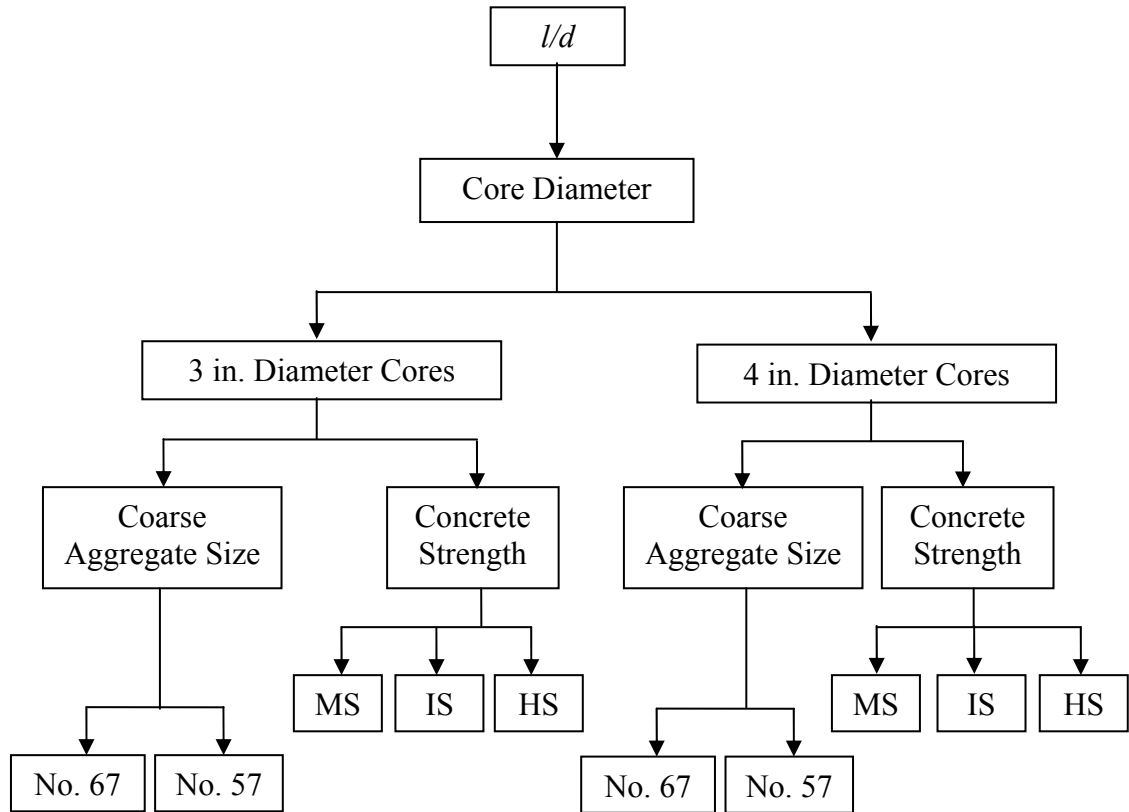 l/d
Core Diameter
3 in. Diameter Cores
4 in. Diameter Cores
Coarse
Aggregate Size
Concrete
Strength
Coarse
Aggregate Size
Concrete
Strength
MS
IS
HS
MS
IS
HS
No. 67
No. 57
No. 67
No. 57